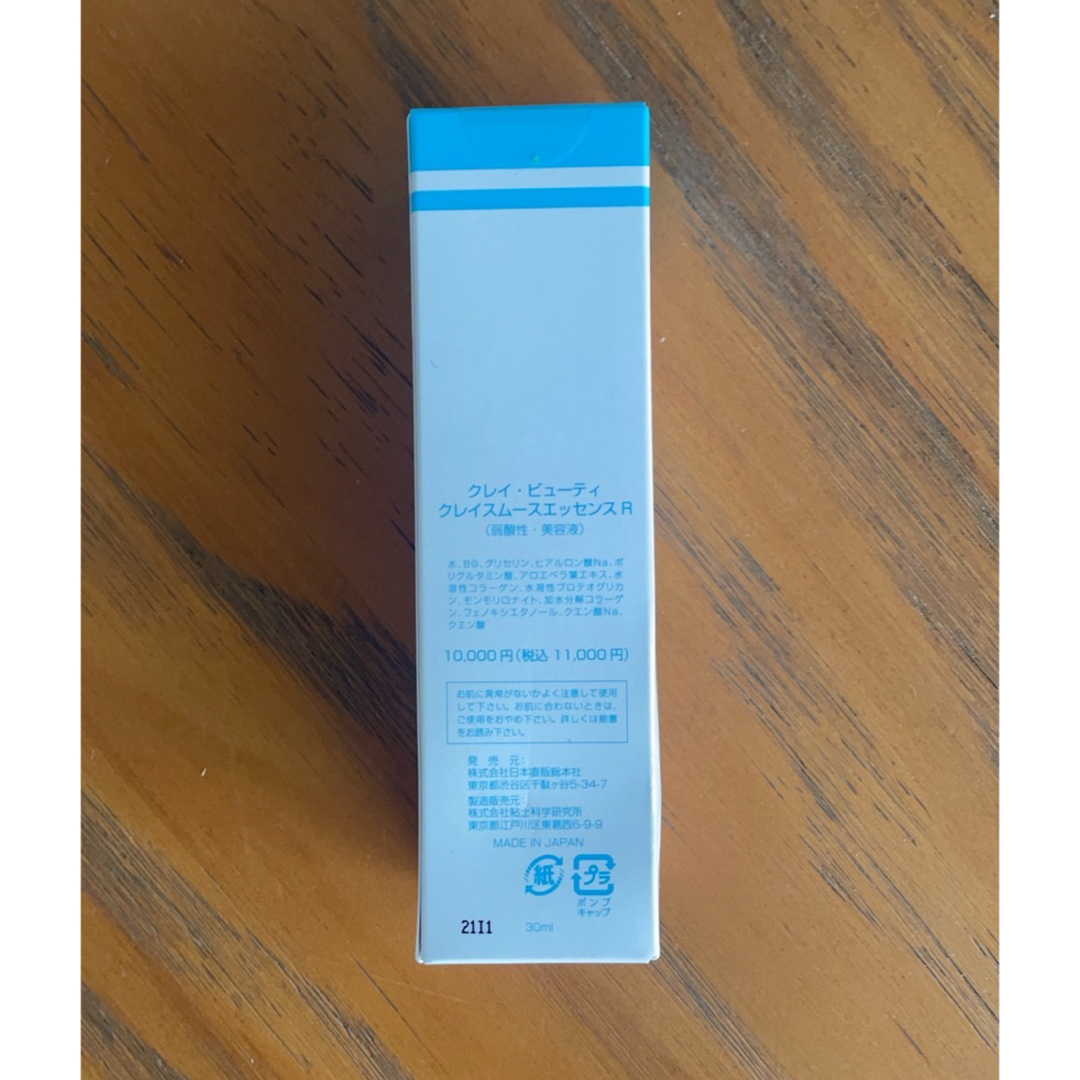 クレイ・ビューティ
クレイスムースエッセンスR
(弱酸性・美容液)
水、BG、グリセリン、ヒアルロン酸Na、ポ
リグルタミン酸、アロエベラ葉エキス、水
溶性コラーゲン、水溶性プロテオグリカ
ン、モンモリロナイト、加水分解コラーゲ
ン、フェノキシエタノール、クエン酸Na、
クエン酸
10,000円(税込 11,000円)
お肌に異常がないかよく注意して使用
して下さい。お肌に合わないときは、
ご使用をおやめ下さい。詳しくは能書
をお読み下さい。
発 売 元:
株式会社日本直販総本社
東京都渋谷区千駄ヶ谷5-34-7
製造販売元:
株式会社粘土科学研究所
東京都江戸川区東葛西6-9-9
MADE IN JAPAN
紙 プラ
ポンプ
キャップ
21I1 30ml